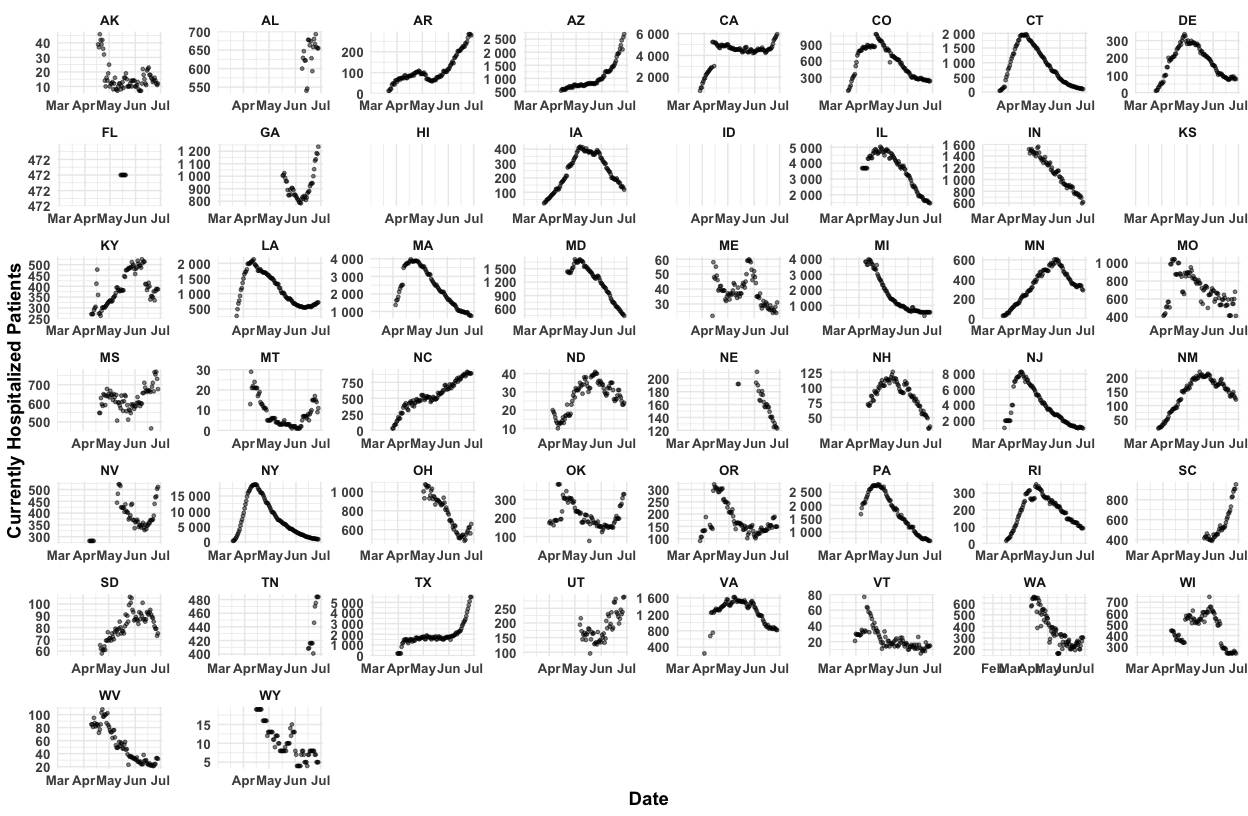 Currently Hospitalized Patients
AK
40
30
20
10
Mar Apr May Jun Jul
AL
700
650
600
550
Mar Apr May Jun Jul
AR
200
100
0
Mar Apr May Jun Jul
AZ
2 500
2 000
1 500
1 000
500
Mar Apr May Jun Jul
CA
6 000
4 000
2 000
Mar Apr May Jun Jul
CO
900
600
300
Mar Apr May Jun Jul
CT
2 000
1 500
1 000
500
0
Apr May Jun Jul
DE
300
200
100
0
Mar Apr May Jun Jul
FL
472
472
472
472
Mar Apr May Jun Jul
GA
1 200
1 100
1 000
900
800
Mar Apr May Jun Jul
HI
Apr May Jun Jul
IA
400
300
200
100
Mar Apr May Jun Jul
ID
Apr May Jun Jul
IL
5 000
4 000
3 000
2 000
Mar Apr May Jun Jul
IN
1 600
1 400
1 200
1 000
800
600
Mar Apr May Jun Jul
KS
Mar Apr May Jun Jul
KY
500
450
400
350
300
250
Mar Apr May Jun Jul
LA
2 000
1 500
1 000
500
Mar Apr May Jun Jul
MA
4 000
3 000
2 000
1 000
Apr May Jun Jul
MD
1 500
1 200
900
600
Mar Apr May Jun Jul
ME
60
50
40
30
Mar Apr May Jun Jul
MI
4 000
3 000
2 000
1 000
Mar Apr May Jun Jul
MN
600
400
200
0
Mar Apr May Jun Jul
MO
1 000
800
600
400
Mar Apr May Jun Jul
MS
700
600
500
Apr May Jun Jul
MT
30
20
10
0
Mar Apr May Jun Jul
NC
750
500
250
0
Mar Apr May Jun Jul
ND
40
30
20
10
Apr May Jun Jul
NE
200
180
160
140
120
Mar Apr May Jun Jul
NH
125
100
75
50
Mar Apr May Jun Jul
NJ
8 000
6 000
4 000
2 000
Mar Apr May Jun Jul
NM
200
150
100
50
Mar Apr May Jun Jul
NV
500
450
400
350
300
Mar Apr May Jun Jul
NY
15 000
10 000
5 000
0
Mar Apr May Jun Jul
OH
1 000
800
600
Mar Apr May Jun Jul
OK
300
200
100
Apr May Jun Jul
OR
300
250
200
150
100
Mar Apr May Jun Jul
PA
2 500
2 000
1 500
1 000
Mar Apr May Jun Jul
RI
300
200
100
0
Mar Apr May Jun Jul
SC
800
600
400
Mar Apr May Jun Jul
SD
100
90
80
70
60
Apr May Jun Jul
TN
480
460
440
420
400
Mar Apr May Jun Jul
TX
5 000
4 000
3 000
2 000
1 000
0
Mar Apr May Jun Jul
UT
250
200
150
100
Apr May Jun Jul
VA
1 600
1 200
800
400
Mar Apr May Jun Jul
VT
80
60
40
20
Mar Apr May Jun Jul
WA
600
500
400
300
200
Feb Mar Apr May Jun Jul
WI
700
600
500
400
300
Mar Apr May Jun Jul
WV
100
80
60
40
20
Mar Apr May Jun Jul
WY
15
10
5
Apr May Jun Jul
Date